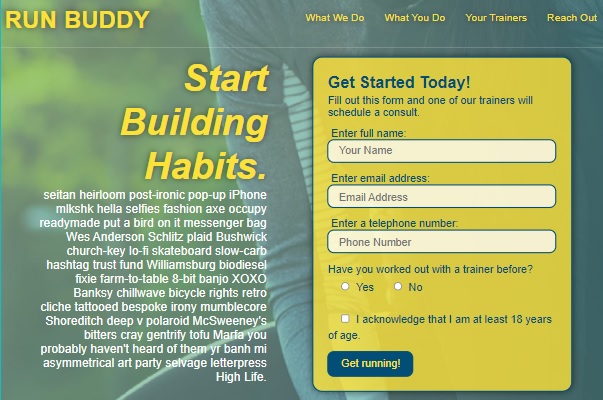 RUN BUDDY
What We Do
What You Do
Your Trainers
Reach Out
Start
Building
Habits.
seitan heirloom post-ironic pop-up iPhone
mlkshk hella selfies fashion axe occupy
readymade put a bird on it messenger bag
Wes Anderson Schlitz plaid Bushwick
church-key lo-fi skateboard slow-carb
hashtag trust fund Williamsburg biodiesel
fixie farm-to-table 8-bit banjo XOXO
Banksy chillwave bicycle rights retro
cliche tattooed bespoke irony mumblecore
Shoreditch deep v polaroid McSweeney's
bitters cray gentrify tofu Marfa you
probably haven't heard of them yr banh mi
asymmetrical art party selvage letterpress
High Life.
Get Started Today!
Fill out this form and one of our trainers will
schedule a consult.
Enter full name:
Your Name
Enter email address:
Email Address
Enter a telephone number:
Phone Number
Have you worked out with a trainer before?
Yes
No
I acknowledge that I am at least 18 years
of age.
Get running!